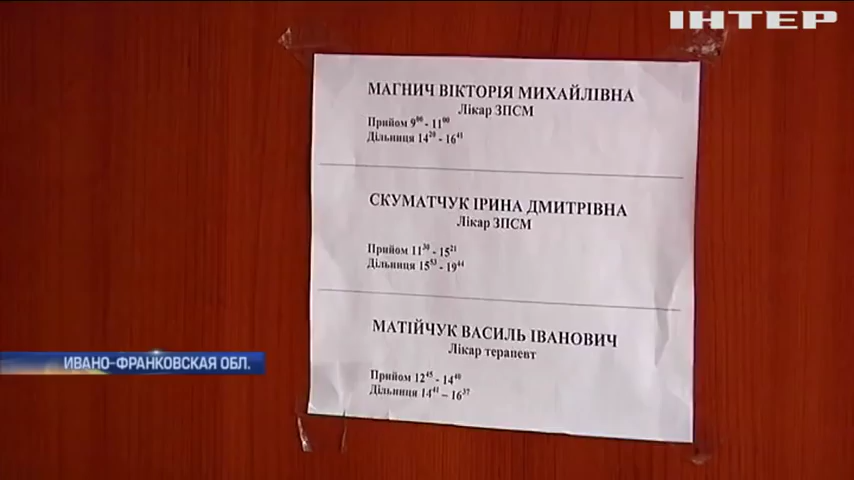 ІНТЕР
МАГНИЧ ВІКТОРІЯ МИХАЙЛІВНА
Лікар ЗПСМ
Прийом 9⁰⁰ - 11⁰⁰
Дільниця 14²⁰ - 16⁴¹
СКУМАТЧУК ІРИНА ДМИТРІВНА
Лікар ЗПСМ
Прийом 11³⁰ - 15²¹
Дільниця 15⁵³ - 19⁴⁴
МАТІЙЧУК ВАСИЛЬ ІВАНОВИЧ
Лікар терапевт
Прийом 12⁴⁵ - 14⁴⁰
Дільниця 14⁴¹ – 16³⁷
ИВАНО-ФРАНКОВСКАЯ ОБЛ.